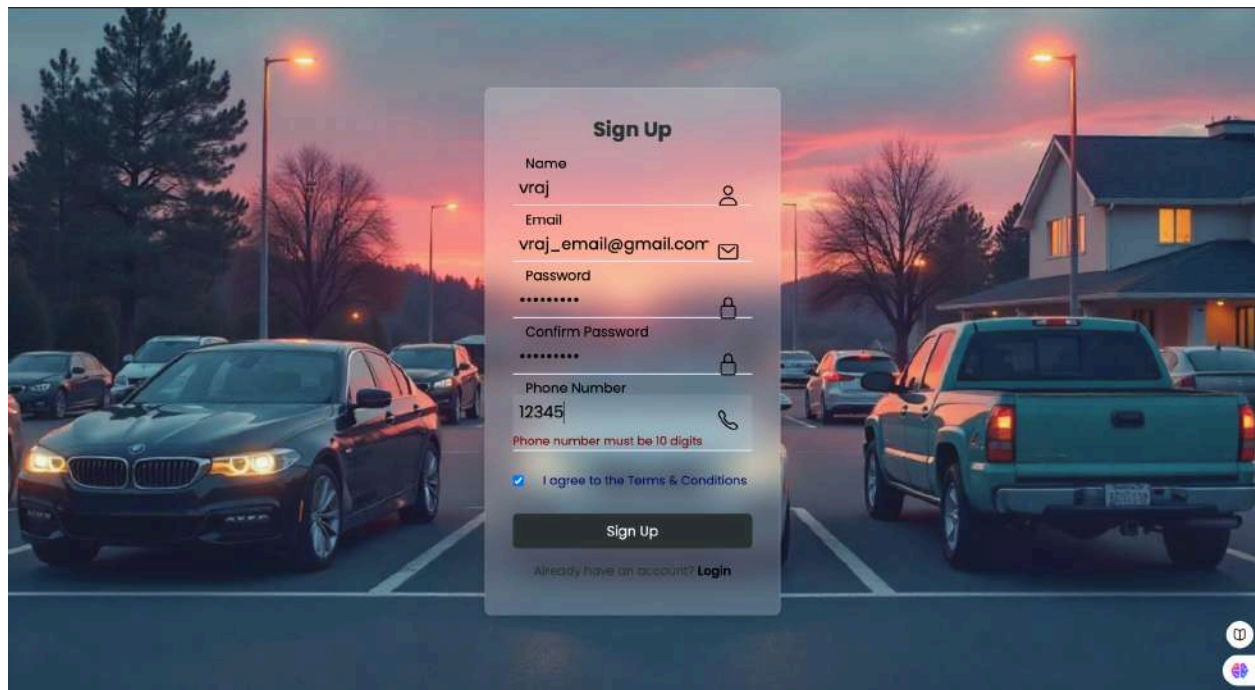 Sign Up
Name
vraj
Email
vraj_email@gmail.com
Password
•••••••••
Confirm Password
•••••••••
Phone Number
12345
Phone number must be 10 digits
I agree to the Terms & Conditions
Sign Up
Already have an account? Login